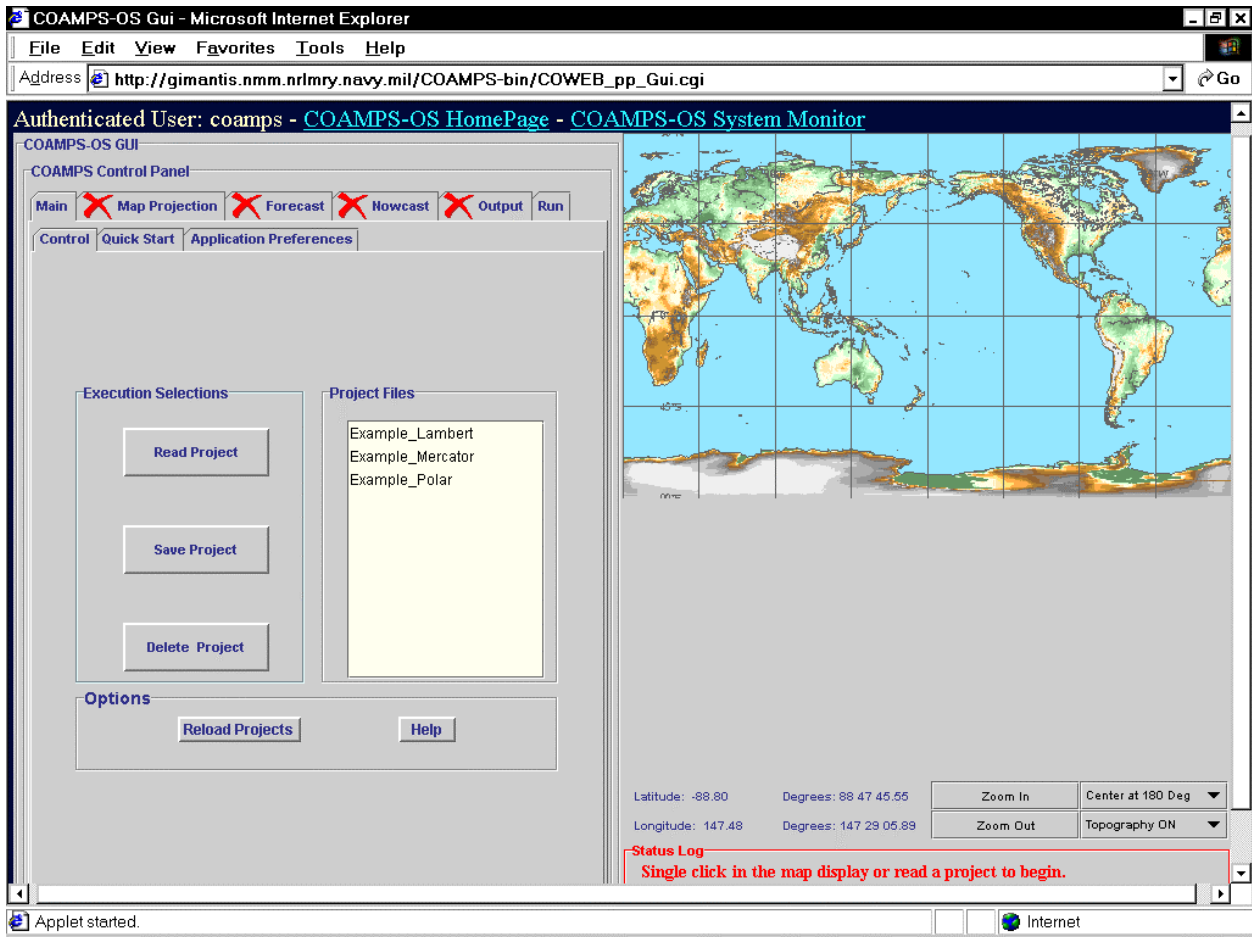 COAMPS-OS Gui - Microsoft Internet Explorer
File Edit View Favorites Tools Help
Address http://gimantis.nmm.nrlmry.navy.mil/COAMPS-bin/COWEB_pp_Gui.cgi Go
Authenticated User: coamps - COAMPS-OS HomePage - COAMPS-OS System Monitor
COAMPS-OS GUI
COAMPS Control Panel
Main Map Projection Forecast Nowcast Output Run
Control Quick Start Application Preferences
Execution Selections
Read Project
Save Project
Delete Project
Project Files
Example_Lambert
Example_Mercator
Example_Polar
Options
Reload Projects Help
45°S
Latitude: -88.80 Degrees: 88 47 45.55 Zoom In Center at 180 Deg
Longitude: 147.48 Degrees: 147 29 05.89 Zoom Out Topography ON
Status Log
Single click in the map display or read a project to begin.
Applet started. Internet